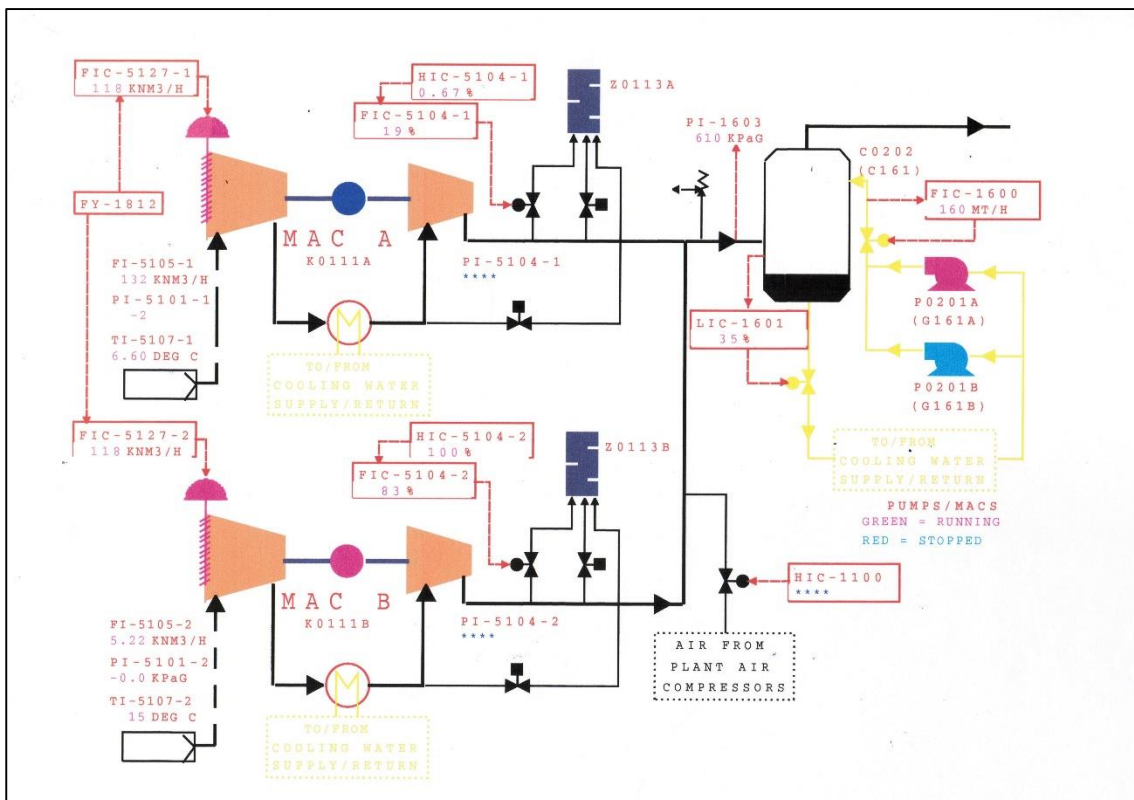 FIC-5127-1
118 KNM3/H
HIC-5104-1
0.67 %
FIC-5104-1
19 %
Z0113A
PI-1603
610 KPaG
C0202
(C161)
FIC-1600
160 MT/H
FY-1812
MAC A
K0111A
PI-5104-1
****
FI-5105-1
132 KNM3/H
PI-5101-1
-2
TI-5107-1
6.60 DEG C
TO/FROM
COOLING WATER
SUPPLY/RETURN
P0201A
(G161A)
LIC-1601
35 %
P0201B
(G161B)
TO/FROM
COOLING WATER
SUPPLY/RETURN
PUMPS/MACS
GREEN = RUNNING
RED = STOPPED
FIC-5127-2
118 KNM3/H
HIC-5104-2
100 %
FIC-5104-2
83 %
Z0113B
MAC B
K0111B
PI-5104-2
****
HIC-1100
****
FI-5105-2
5.22 KNM3/H
PI-5101-2
-0.0 KPaG
TI-5107-2
15 DEG C
TO/FROM
COOLING WATER
SUPPLY/RETURN
AIR FROM
PLANT AIR
COMPRESSORS